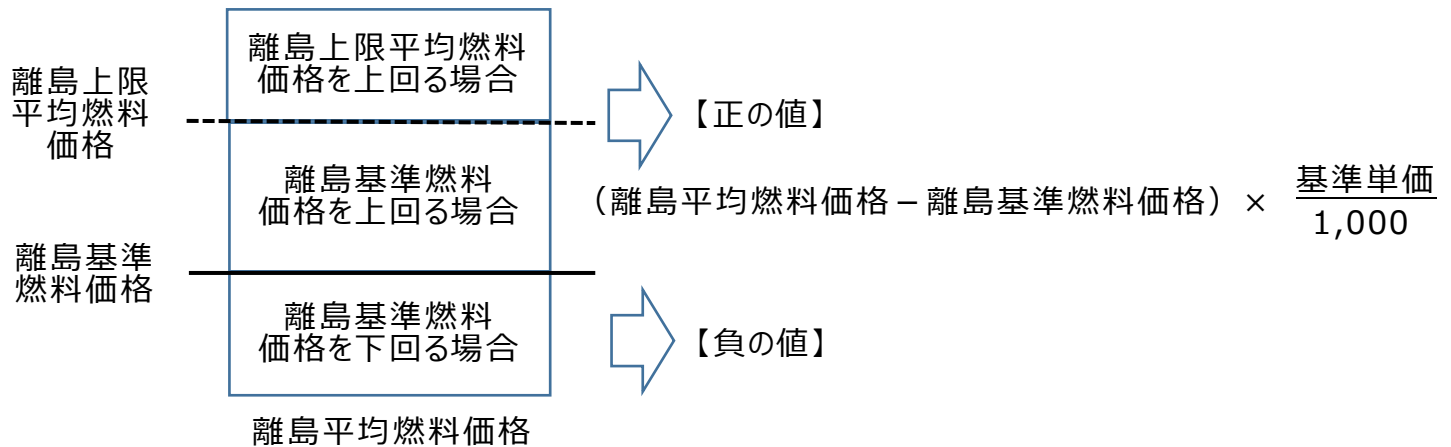 離島上限平均燃料
価格を上回る場合
離島上限
平均燃料
価格
【正の値】
離島基準燃料
価格を上回る場合
（離島平均燃料価格－離島基準燃料価格）× 基準単価
1,000
離島基準
燃料価格
離島基準燃料
価格を下回る場合
【負の値】
離島平均燃料価格